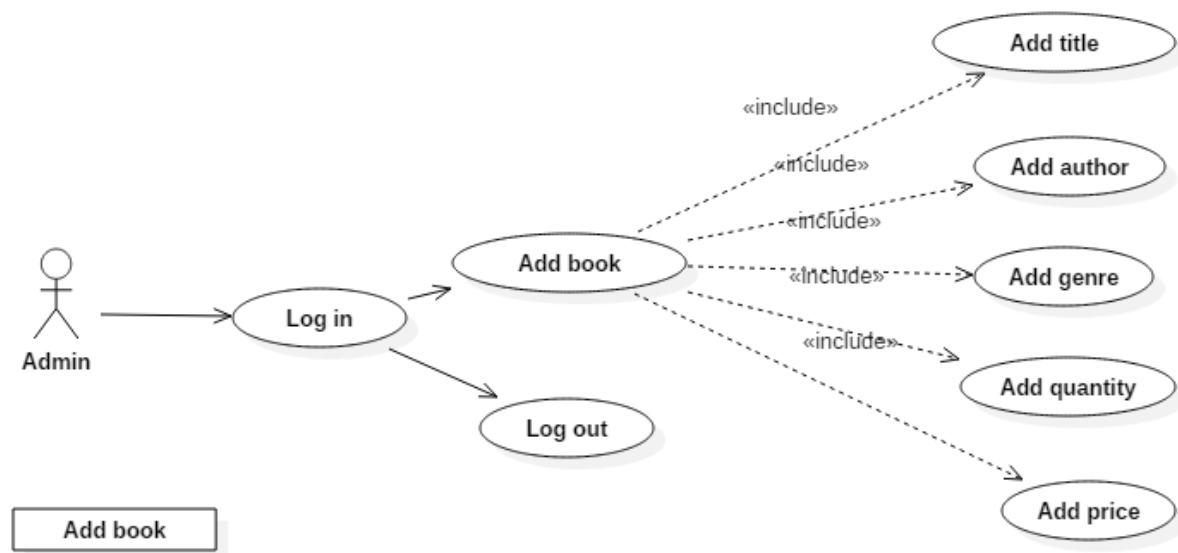 Add title
«include»
«include»
Add author
«include»
Add book
«include»
Add genre
Log in
«include»
Admin
Add quantity
Log out
Add price
Add book